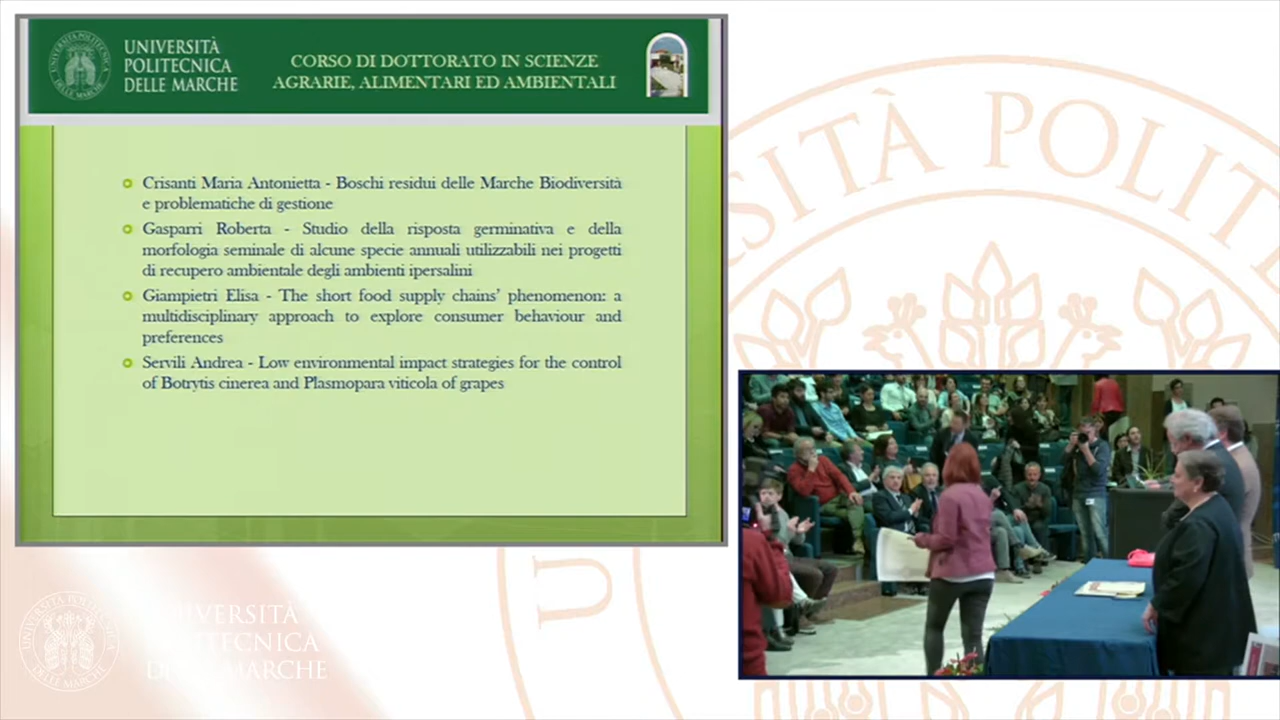 UNIVERSITÀ
POLITECNICA
DELLE MARCHE
CORSO DI DOTTORATO IN SCIENZE
AGRARIE, ALIMENTARI ED AMBIENTALI
Crisanti Maria Antonietta - Boschi residui delle Marche Biodiversità
e problematiche di gestione
Gasparri Roberta - Studio della risposta germinativa e della
morfologia seminale di alcune specie annuali utilizzabili nei progetti
di recupero ambientale degli ambienti ipersalini
Giampietri Elisa - The short food supply chains' phenomenon: a
multidisciplinary approach to explore consumer behaviour and
preferences
Servili Andrea - Low environmental impact strategies for the control
of Botrytis cinerea and Plasmopara viticola of grapes
UNIVERSITÀ
POLITECNICA
DELLE MARCHE